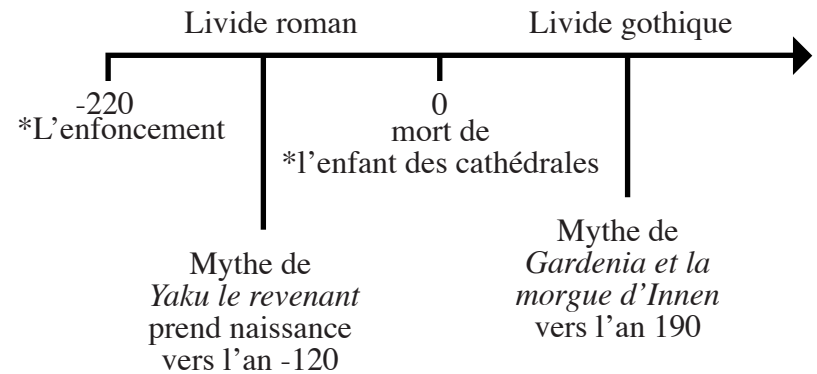 Livide roman
Livide gothique
-220
*L'enfoncement
0
mort de
*l'enfant des cathédrales
Mythe de
Yaku le revenant
prend naissance
vers l'an -120
Mythe de
Gardenia et la
morgue d'Innen
vers l'an 190